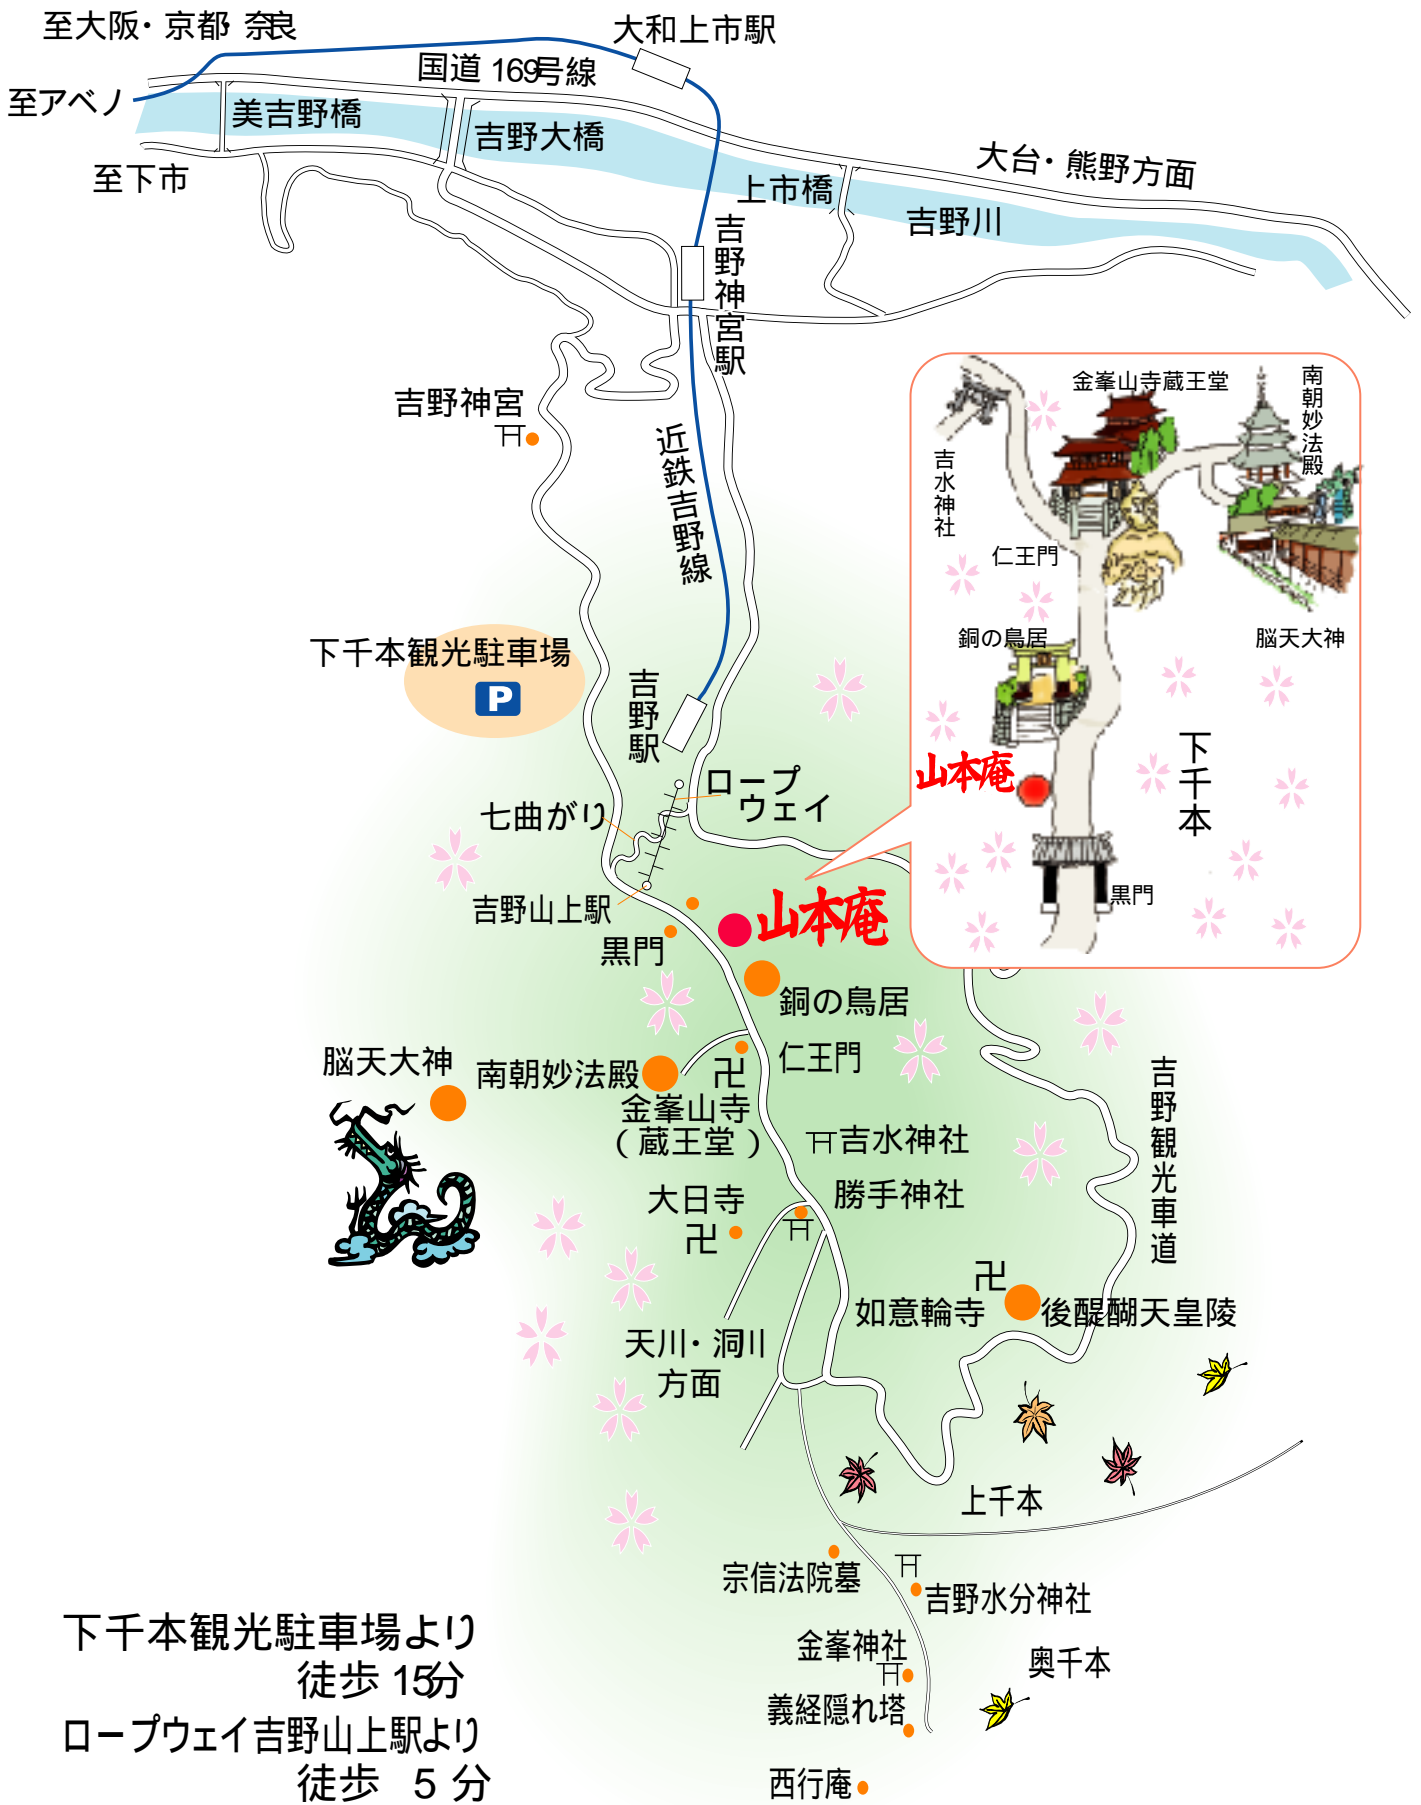 至大阪・京都・奈良
大和上市駅
国道169号線
至アベノ
美吉野橋
吉野大橋
至下市
大台・熊野方面
上市橋
吉野川
吉野神宮駅
吉野神宮
近鉄吉野線
下千本観光駐車場
P
吉野駅
ロープ
ウェイ
七曲がり
吉野山上駅
山本庵
黒門
銅の鳥居
仁王門
脳天大神
南朝妙法殿
卍
金峯山寺
(蔵王堂)
吉水神社
勝手神社
大日寺
卍
吉野観光車道
卍
如意輪寺
後醍醐天皇陵
天川・洞川
方面
上千本
宗信法院墓
吉野水分神社
金峯神社
奥千本
義経隠れ塔
西行庵
金峯山寺蔵王堂
南朝妙法殿
吉水神社
仁王門
銅の鳥居
脳天大神
下千本
山本庵
黒門
下千本観光駐車場より
徒歩 15分
ロープウェイ吉野山上駅より
徒歩 5 分